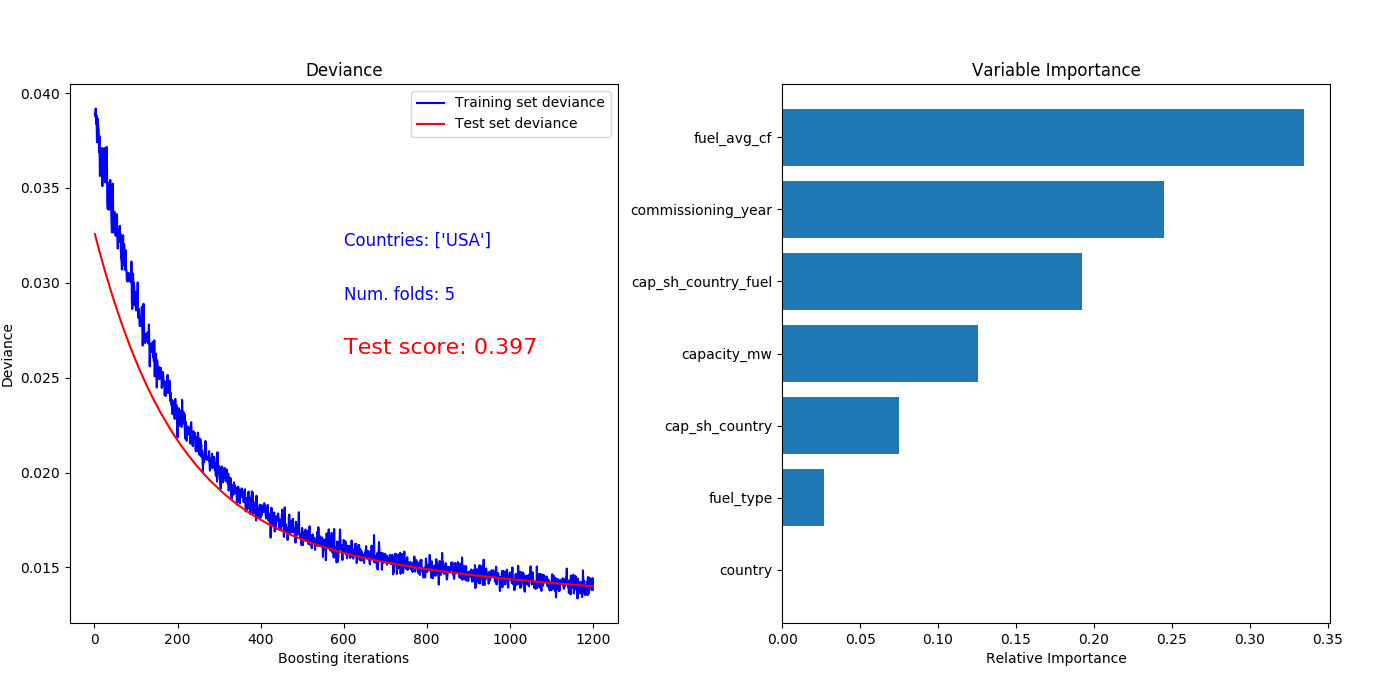 Deviance
0.040
0.035
0.030
0.025
0.020
0.015
Deviance
Training set deviance
Test set deviance
Countries: ['USA']
Num. folds: 5
Test score: 0.397
0 200 400 600 800 1000 1200
Boosting iterations
Variable Importance
fuel_avg_cf
commissioning_year
cap_sh_country_fuel
capacity_mw
cap_sh_country
fuel_type
country
0.00 0.05 0.10 0.15 0.20 0.25 0.30 0.35
Relative Importance